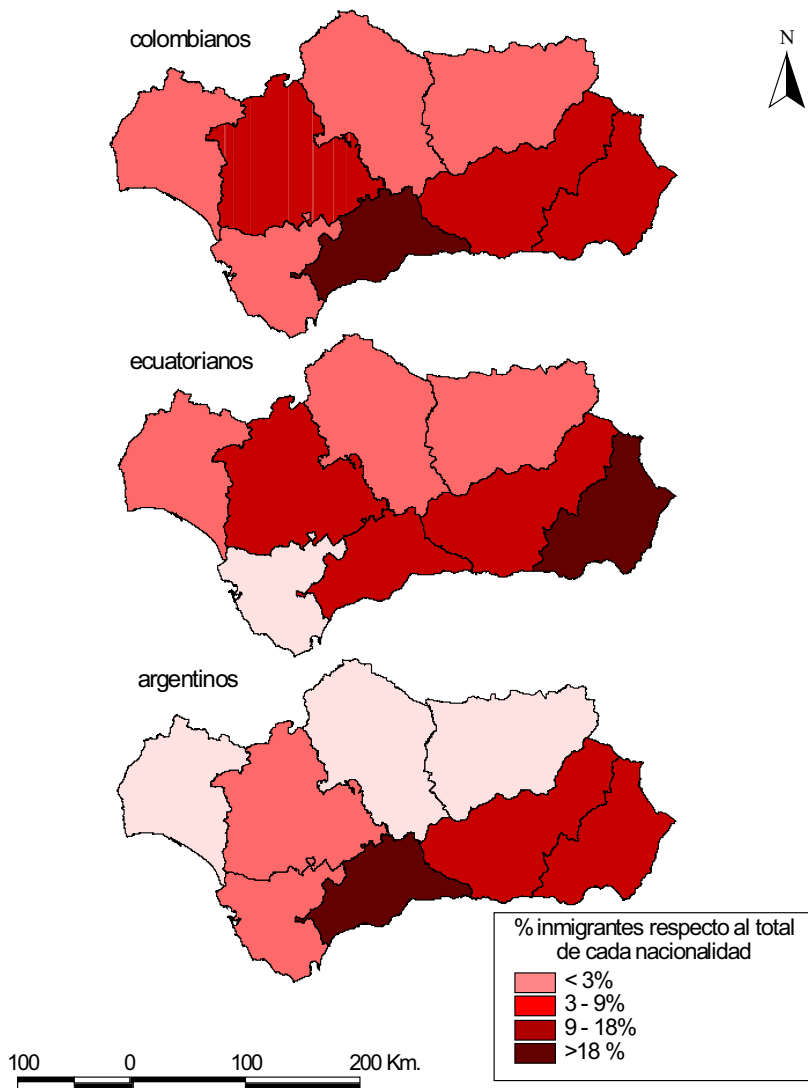 colombianos
N
ecuatorianos
argentinos
% inmigrantes respecto al total
de cada nacionalidad
< 3%
3 - 9%
9 - 18%
>18 %
100 0 100 200 Km.